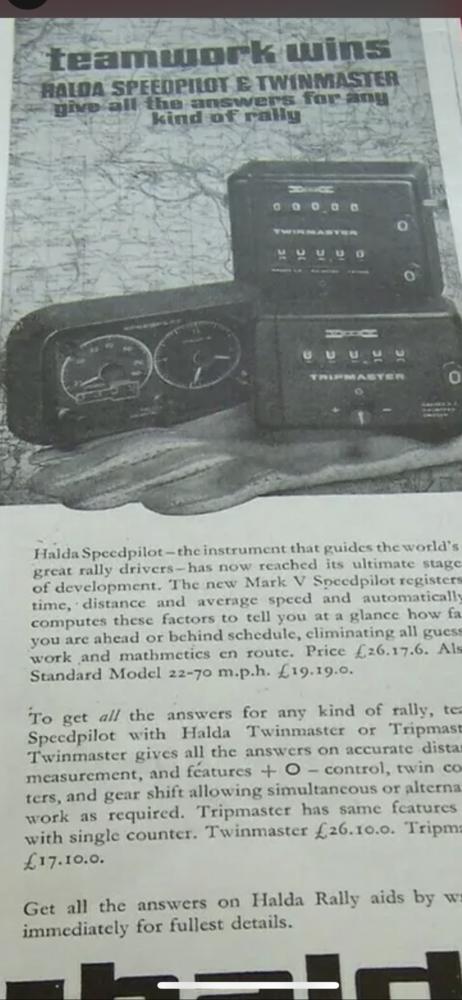 teamwork wins
HALDA SPEEDPILOT & TWINMASTER
give all the answers for any
kind of rally
TWINMASTER
SPEEDPILOT
TRIPMASTER
Halda Speedpilot – the instrument that guides the world's
great rally drivers – has now reached its ultimate stage
of development. The new Mark V Speedpilot registers
time, distance and average speed and automatically
computes these factors to tell you at a glance how fa
you are ahead or behind schedule, eliminating all guess
work and mathmetics en route. Price £26.17.6. Als
Standard Model 22-70 m.p.h. £19.19.0.
To get all the answers for any kind of rally, tea
Speedpilot with Halda Twinmaster or Tripmast
Twinmaster gives all the answers on accurate distan
measurement, and features + O – control, twin co
ters, and gear shift allowing simultaneous or alterna
work as required. Tripmaster has same features
with single counter. Twinmaster £26.10.0. Tripma
£17.10.0.
Get all the answers on Halda Rally aids by w
immediately for fullest details.
hald